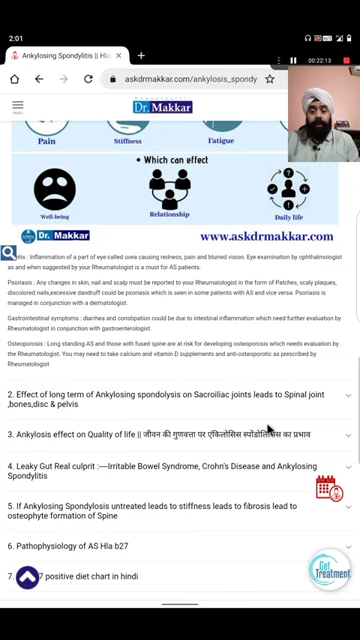 2:01
00:22:13
Ankylosing Spondylitis || Hla
askdrmakkar.com/ankylosis_spondy
MENU
Dr. Makkar
Pain
Stiffness
Fatigue
• Which can effect
Well-being
Relationship
Daily life
Dr. Makkar
www.askdrmakkar.com
itis : Inflammation of a part of eye called uvea causing redness, pain and blurred vision. Eye examination by ophthalmologist
as and when suggested by your Rheumatologist is a must for AS patients.
Psoriasis : Any changes in skin, nail and scalp must be reported to your Rheumatologist in the form of Patches, scaly plaques,
discolored nails,excessive dandruff could be psoriasis which is seen in some patients with AS and vice versa. Psoriasis is
managed in conjunction with a dermatologist.
Gastrointestinal symptoms : diarrhea and constipation could be due to intestinal inflammation which need further evaluation by
Rheumatologist in conjunction with gastroenterologist.
Osteoporosis : Long standing AS and those with fused spine are at risk for developing osteoporosis which needs evaluation by
the Rheumatologist. You may need to take calcium and vitamin D supplements and anti-osteoporotic as prescribed by
Rheumatologist
2. Effect of long term of Ankylosing spondolysis on Sacroiliac joints leads to Spinal joint
,bones,disc & pelvis
3. Ankylosis effect on Quality of life || जीवन की गुणवत्ता पर एंकिलोसिस स्पोंडोलिसिस का प्रभाव
4. Leaky Gut Real culprit :---Irritable Bowel Syndrome, Crohn's Disease and Ankylosing
Spondylitis
5. If Ankylosing Spondylosis untreated leads to stiffness leads to fibrosis lead to
osteophyte formation of Spine
6. Pathophysiology of AS Hla b27
7. 7 positive diet chart in hindi
Get
Treatment